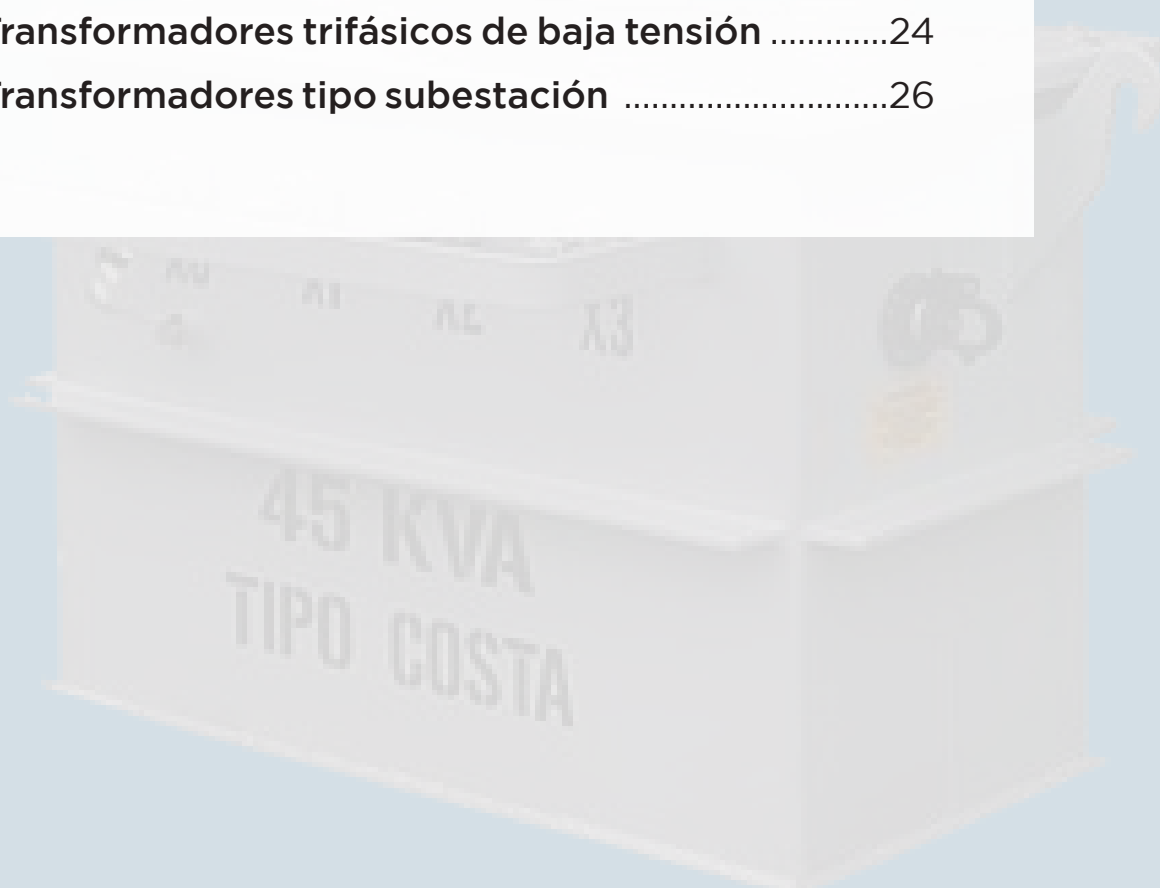 ransformadores trifásicos de baja tensión .............24
ransformadores tipo subestación .............................26
X3
45 KVA
TIPO COSTA